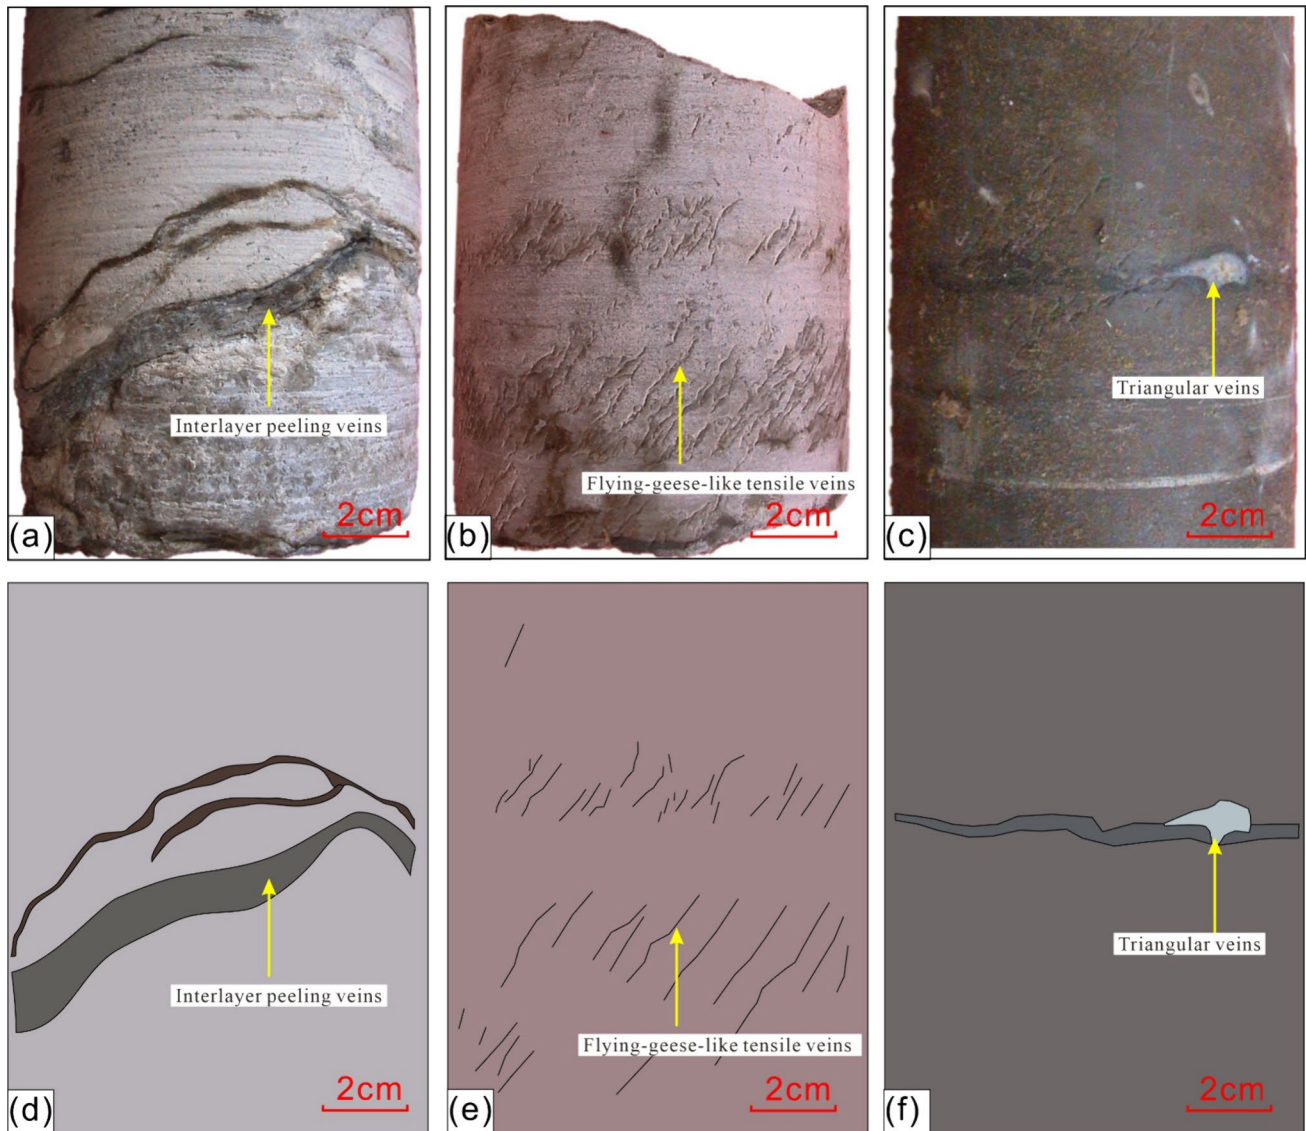 Interlayer peeling veins
2cm
(a)
Flying-geese-like tensile veins
2cm
(b)
Triangular veins
2cm
(c)
Interlayer peeling veins
2cm
(d)
Flying-geese-like tensile veins
2cm
(e)
Triangular veins
2cm
(f)